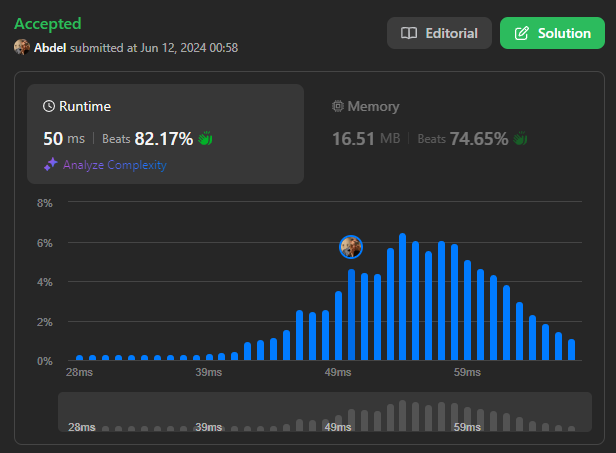 Accepted
Abdel submitted at Jun 12, 2024 00:58
Editorial
Solution
Runtime
50 ms | Beats 82.17%
Analyze Complexity
Memory
16.51 MB | Beats 74.65%
8%
6%
4%
2%
0%
28ms 39ms 49ms 59ms
28ms 39ms 49ms 59ms